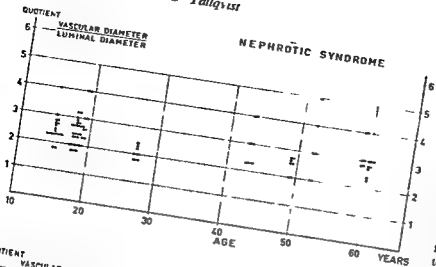 Tallqvist
QUOTIENT
VASCULAR DIAMETER
LUMINAL DIAMETER
NEPHROTIC SYNDROME
6
5
4
3
2
1
6
5
4
3
2
1
10
20
30
40
50
60
YEARS
AGE
VASCULAR